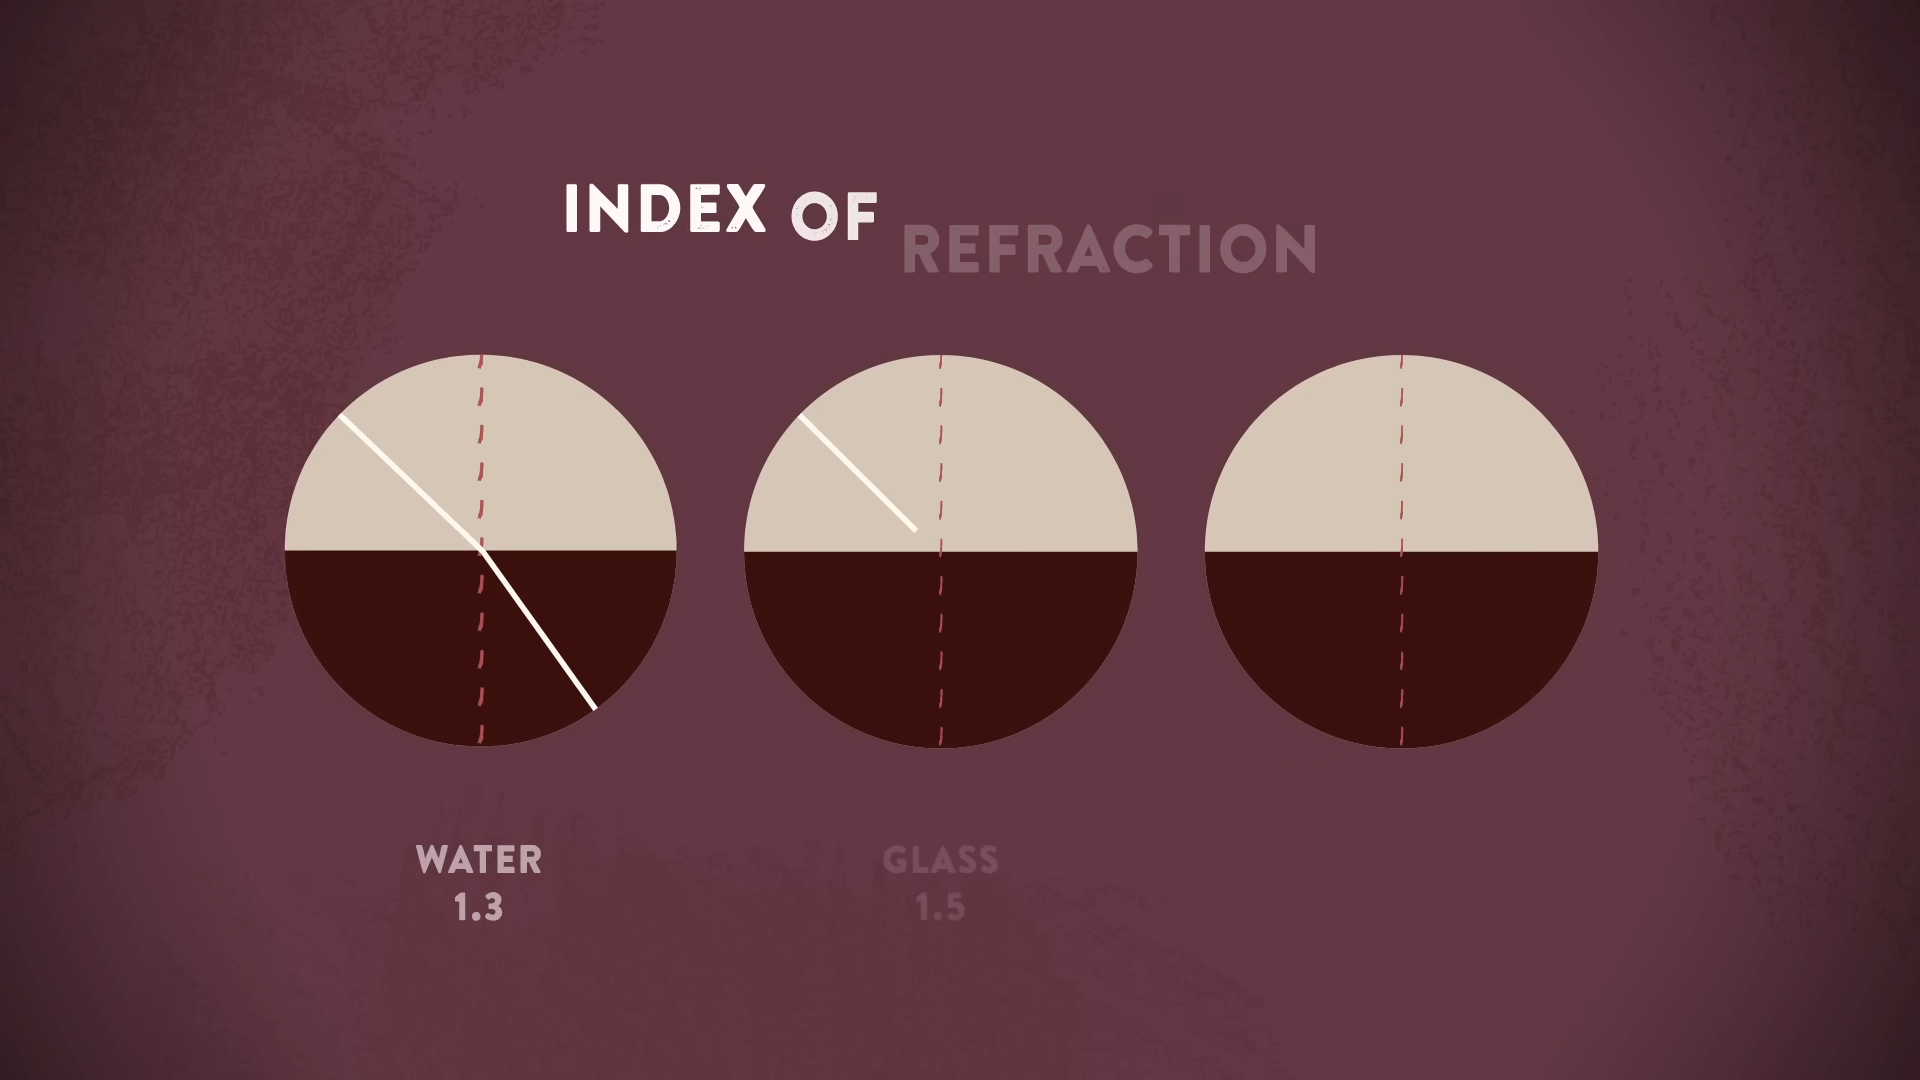 INDEX OF REFRACTION
WATER
1.3
GLASS
1.5